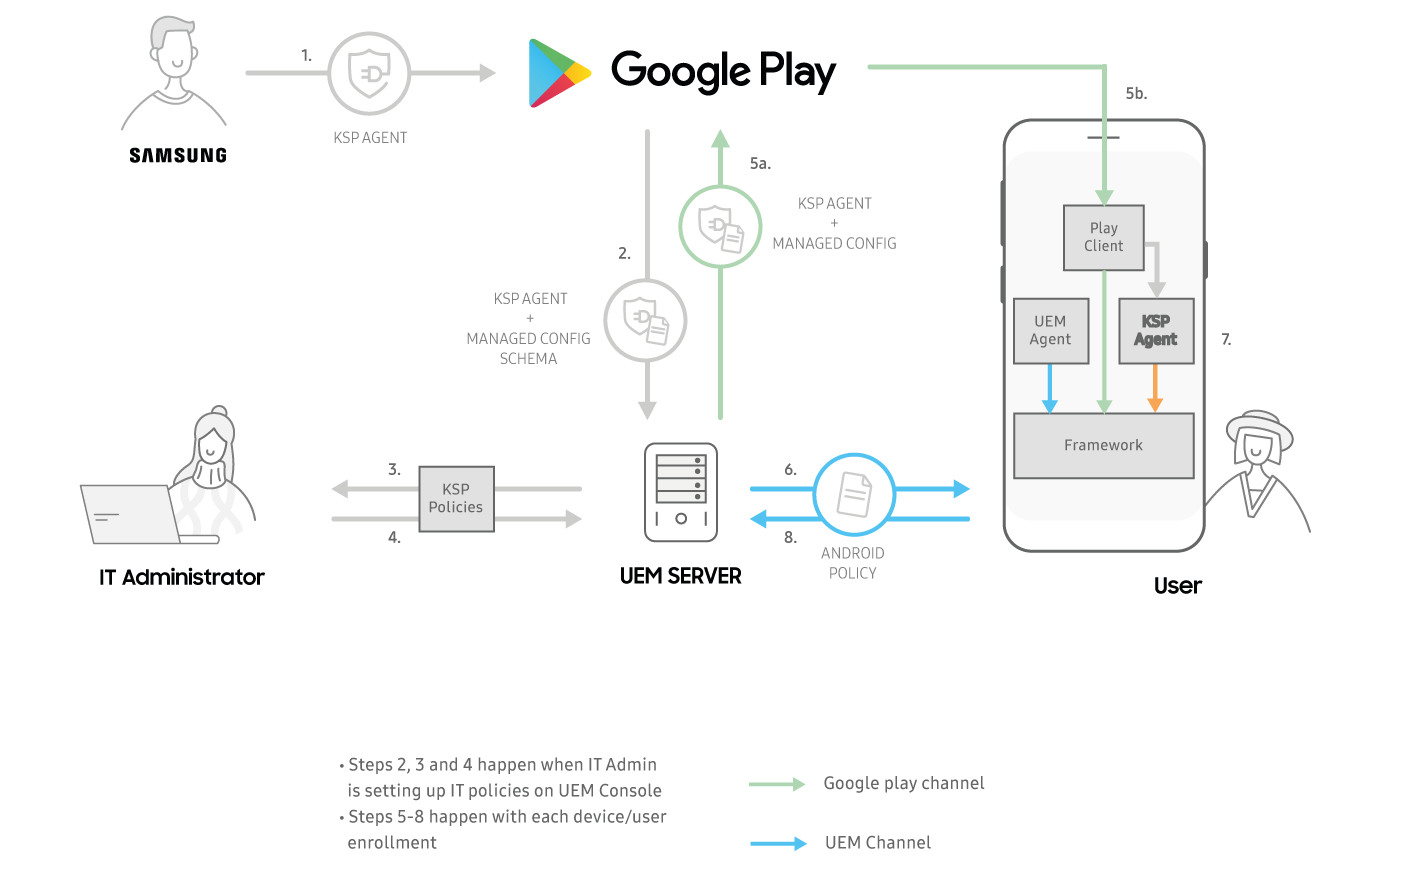 1.
KSP AGENT
SAMSUNG
Google Play
5b.
5a.
KSP AGENT
+
MANAGED CONFIG
2.
KSP AGENT
+
MANAGED CONFIG
SCHEMA
Play
Client
UEM
Agent
KSP
Agent
7.
Framework
3.
KSP
Policies
4.
6.
8.
ANDROID
POLICY
IT Administrator
UEM SERVER
User
• Steps 2, 3 and 4 happen when IT Admin
is setting up IT policies on UEM Console
• Steps 5-8 happen with each device/user
enrollment
Google play channel
UEM Channel